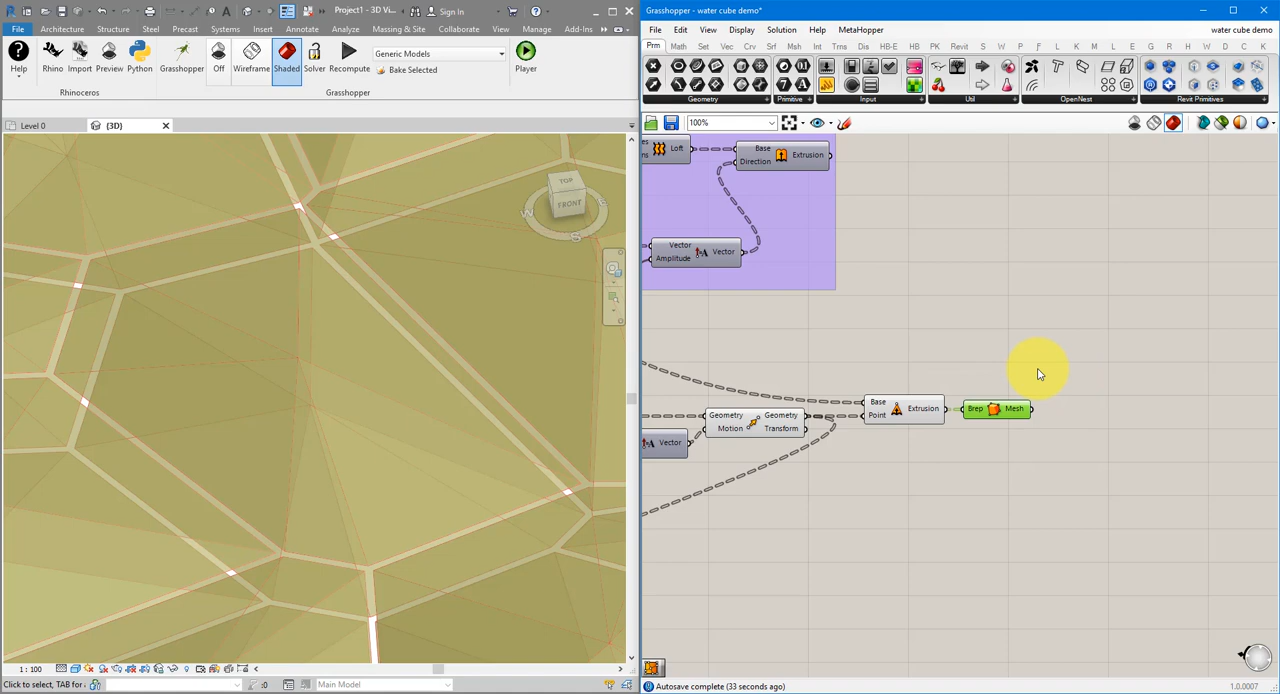 Project1 - 3D Vi...
Sign In
File Architecture Structure Steel Precast Systems Insert Annotate Analyze Massing & Site Collaborate View Manage Add-Ins
Help Rhino Import Preview Python Grasshopper Off Wireframe Shaded Solver Recompute Generic Models Player
Bake Selected
Rhinoceros Grasshopper
Level 0 {3D}
TOP
FRONT
W
S
1 : 100
Click to select, TAB for :0 Main Model
Grasshopper - water cube demo*
File Edit View Display Solution Help MetaHopper water cube demo*
Prm Math Set Vec Crv Srf Mah Int Trns Dis HB-E HB PK Revit S W P F L K M E V R T D U C E
Geometry Primitive Input Util OpenNest Revit Primitives
100%
Loft
Base
Direction
Extrusion
Vector
Amplitude
Vector
Vector
Geometry
Motion
Geometry
Transform
Base
Point
Extrusion
Brep
Mesh
Autosave complete (33 seconds ago) 1.0.0007